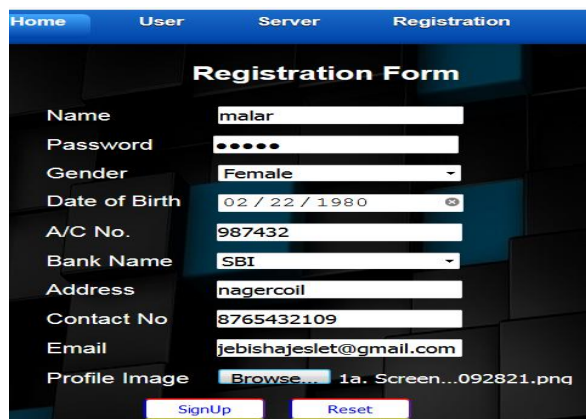 Home User Server Registration
Registration Form
Name malar
Password ●●●●●
Gender Female
Date of Birth 02 / 22 / 1980
A/C No. 987432
Bank Name SBI
Address nagercoil
Contact No 8765432109
Email jebishajeslet@gmail.com
Profile Image Browse... 1a. Screen...092821.png
SignUp Reset